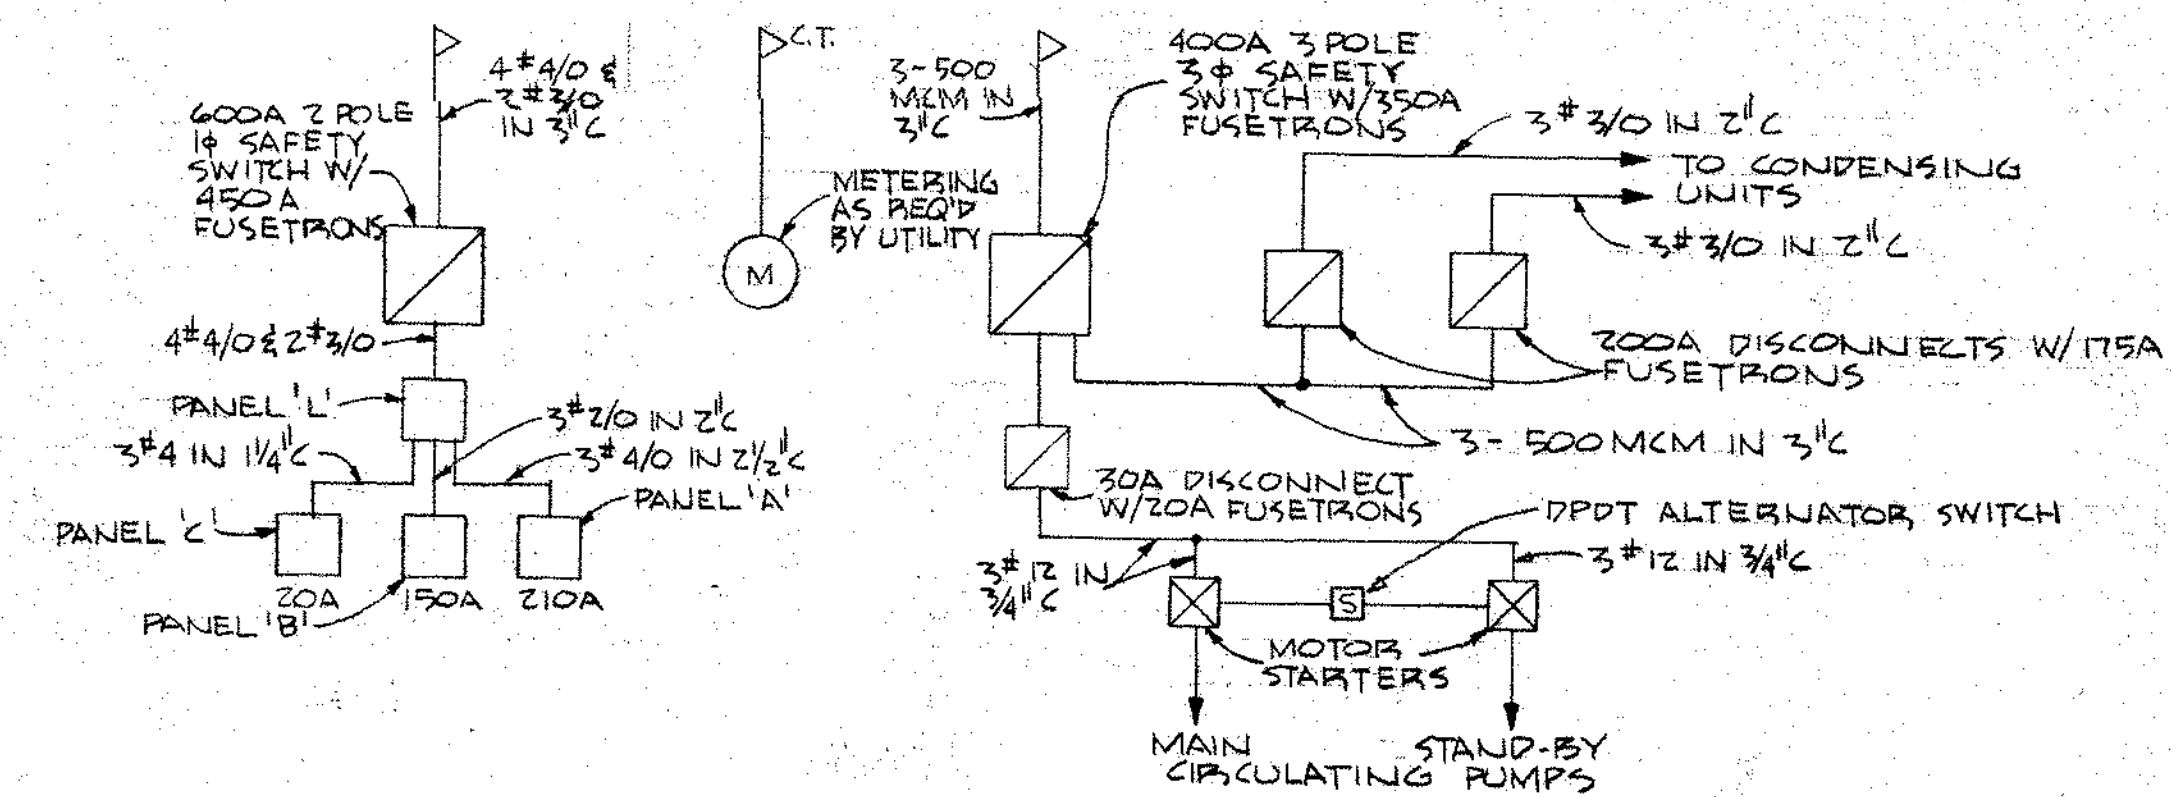 4#4/0 &
2#3/0
IN 3"C
600A 2 POLE
1ϕ SAFETY
SWITCH W/
450A
FUSETRONS
4#4/0 & 2#3/0
PANEL 'L'
3#4 IN 1 1/4"C
3#2/0 IN 2"C
3#4/0 IN 2 1/2"C
PANEL 'A'
PANEL 'C'
20A
150A
210A
PANEL 'B'
C.T.
METERING
AS REQ'D
BY UTILITY
M
3-500
MCM IN
3"C
400A 3 POLE
3ϕ SAFETY
SWITCH W/350A
FUSETRONS
3#3/0 IN 2"C
TO CONDENSING
UNITS
3#3/0 IN 2"C
200A DISCONNECTS W/175A
FUSETRONS
3-500MCM IN 3"C
30A DISCONNECT
W/20A FUSETRONS
DPDT ALTERNATOR SWITCH
3#12 IN
3/4"C
3#12 IN 3/4"C
S
MOTOR
STARTERS
MAIN STAND-BY
CIRCULATING PUMPS